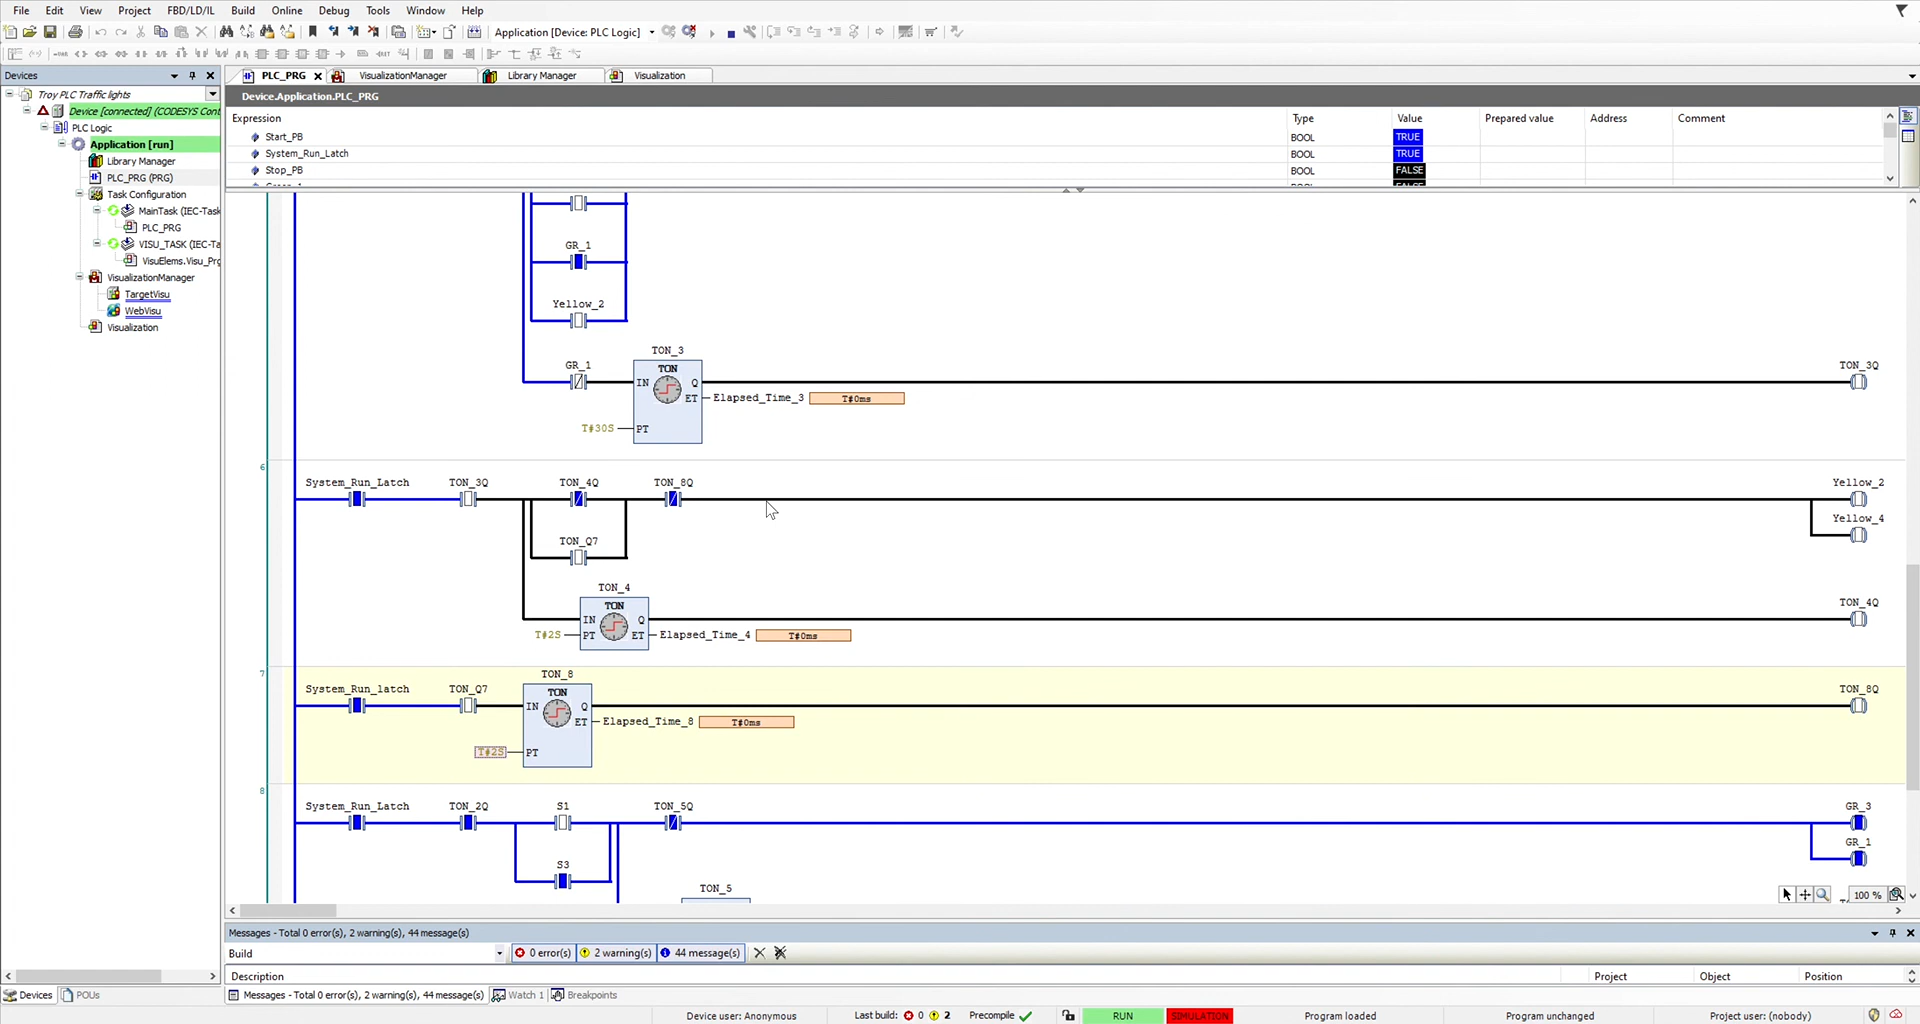 File Edit View Project FBD/LD/IL Build Online Debug Tools Window Help
Application [Device: PLC Logic]
Devices
PLC_PRG VisualizationManager Library Manager Visualization
Troy PLC Traffic lights
Device [connected] (CODESYS Cont
PLC Logic
Application [run]
Library Manager
PLC_PRG (PRG)
Task Configuration
MainTask (IEC-Task
PLC_PRG
VISU_TASK (IEC-Ta
VisuElems.Visu_Prg
VisualizationManager
TargetVisu
WebVisu
Visualization
Device.Application.PLC_PRG
Expression Type Value Prepared value Address Comment
Start_PB BOOL TRUE
System_Run_Latch BOOL TRUE
Stop_PB BOOL FALSE
GR_1
Yellow_2
TON_3
GR_1 TON TON_3Q
IN Q
ET Elapsed_Time_3 T#0ms
T#30S PT
6
System_Run_Latch TON_3Q TON_4Q TON_8Q Yellow_2
Yellow_4
TON_Q7
TON_4
TON TON_4Q
IN Q
T#2S PT ET Elapsed_Time_4 T#0ms
7
TON_8
System_Run_latch TON_Q7 TON TON_8Q
IN Q
ET Elapsed_Time_8 T#0ms
T#2S PT
8
System_Run_Latch TON_2Q S1 TON_5Q GR_3
GR_1
S3
TON_5
100 %
Messages - Total 0 error(s), 2 warning(s), 44 message(s)
Build 0 error(s) 2 warning(s) 44 message(s)
Description Project Object Position
Devices POUs Messages - Total 0 error(s), 2 warning(s), 44 message(s) Watch 1 Breakpoints
Device user: Anonymous Last build: 0 2 Precompile RUN SIMULATION Program loaded Program unchanged Project user: (nobody)